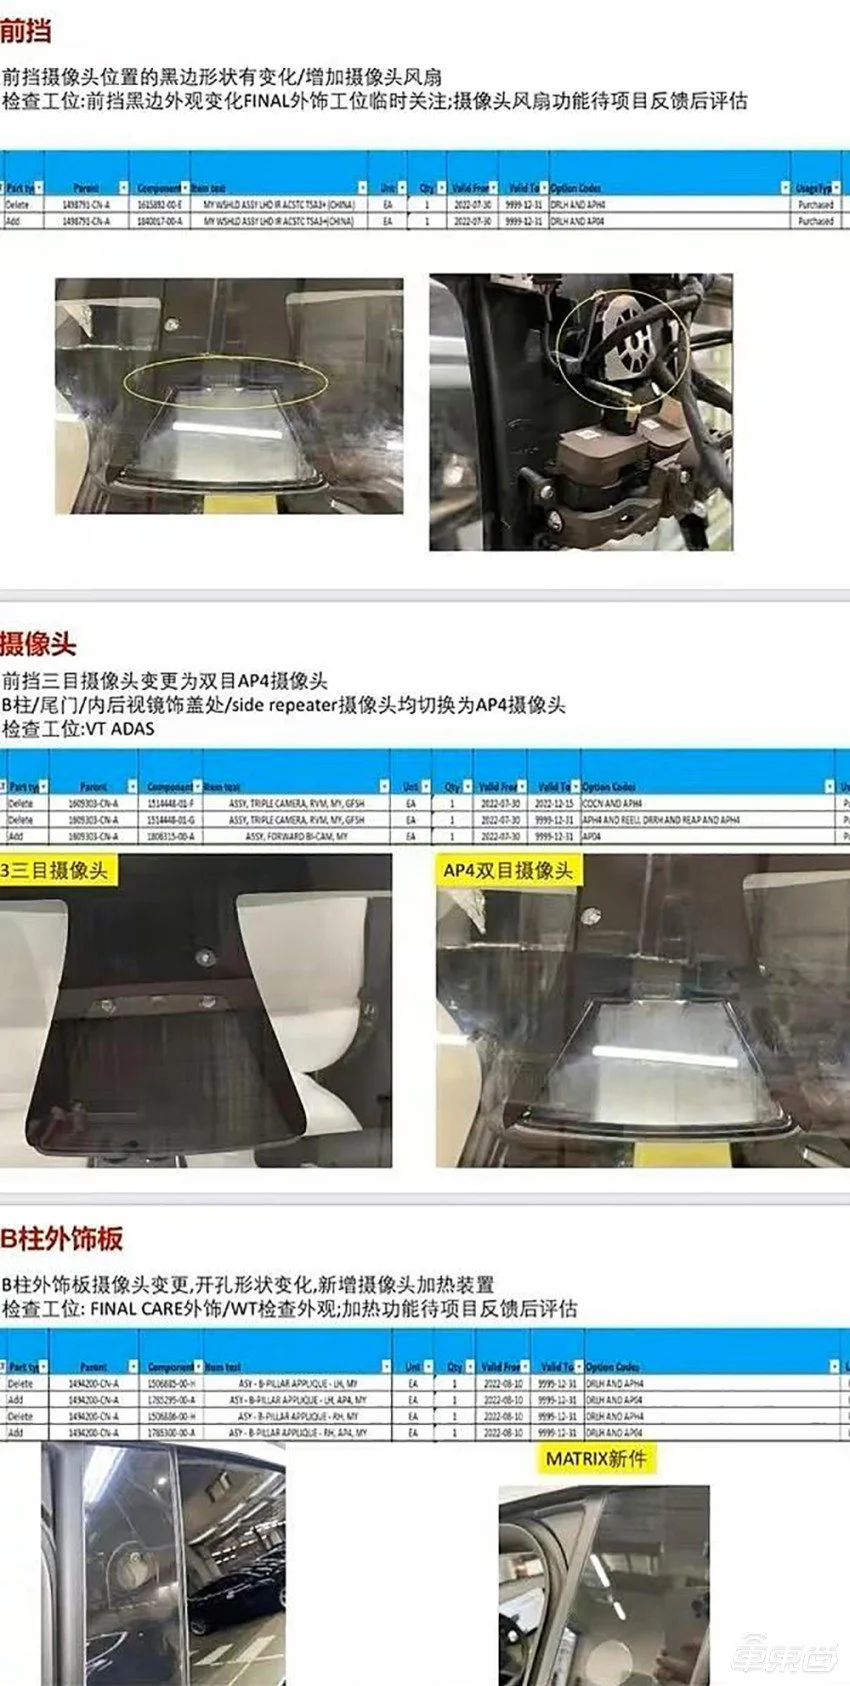 前挡
前挡摄像头位置的黑边形状有变化/增加摄像头风扇
检查工位:前挡黑边外观变化FINAL外饰工位临时关注;摄像头风扇功能待项目反馈后评估
Part ty Parent Component Item text Unt Qty Valid From Valid To Option Codes UsageTyp
Delete 1498791-CN-A 1615892-00-E MY WSHLD ASSY LHD IR ACSTC TSA3+(CHINA) EA 1 2022-07-30 9999-12-31 DRLH AND APH4 Purchased
Add 1498791-CN-A 1840017-00-A MY WSHLD ASSY LHD IR ACSTC TSA3+(CHINA) EA 1 2022-07-30 9999-12-31 DRLH AND AP04 Purchased
摄像头
前挡三目摄像头变更为双目AP4摄像头
B柱/尾门/内后视镜饰盖处/side repeater摄像头均切换为AP4摄像头
检查工位:VT ADAS
Part ty Parent Component Item text Unt Qty Valid From Valid To Option Codes
Delete 1609303-CN-A 1514448-01-F ASSY, TRIPLE CAMERA, RVM, MY, GFSH EA 1 2022-07-30 2022-12-15 COCN AND APH4
Delete 1609303-CN-A 1514448-01-G ASSY, TRIPLE CAMERA, RVM, MY, GFSH EA 1 2022-07-30 9999-12-31 APH4 AND REEU, DRRH AND REAP AND APH4
Add 1609303-CN-A 1806315-00-A ASSY, FORWARD BI-CAM, MY EA 1 2022-07-30 9999-12-31 AP04
3三目摄像头
AP4双目摄像头
B柱外饰板
B柱外饰板摄像头变更,开孔形状变化,新增摄像头加热装置
检查工位: FINAL CARE外饰/WT检查外观;加热功能待项目反馈后评估
Part ty Parent Component Item text Unt Qty Valid From Valid To Option Codes
Delete 1494200-CN-A 1506885-00-H ASY - B-PILLAR APPLIQUE - LH, MY EA 1 2022-08-10 9999-12-31 DRLH AND APH4
Add 1494200-CN-A 1785295-00-A ASY - B-PILLAR APPLIQUE - LH, AP4, MY EA 1 2022-08-10 9999-12-31 DRLH AND AP04
Delete 1494200-CN-A 1506886-00-H ASY - B-PILLAR APPLIQUE - RH, MY EA 1 2022-08-10 9999-12-31 DRLH AND APH4
Add 1494200-CN-A 1785300-00-A ASY - B-PILLAR APPLIQUE - RH, AP4, MY EA 1 2022-08-10 9999-12-31 DRLH AND AP04
MATRIX新件
车东西